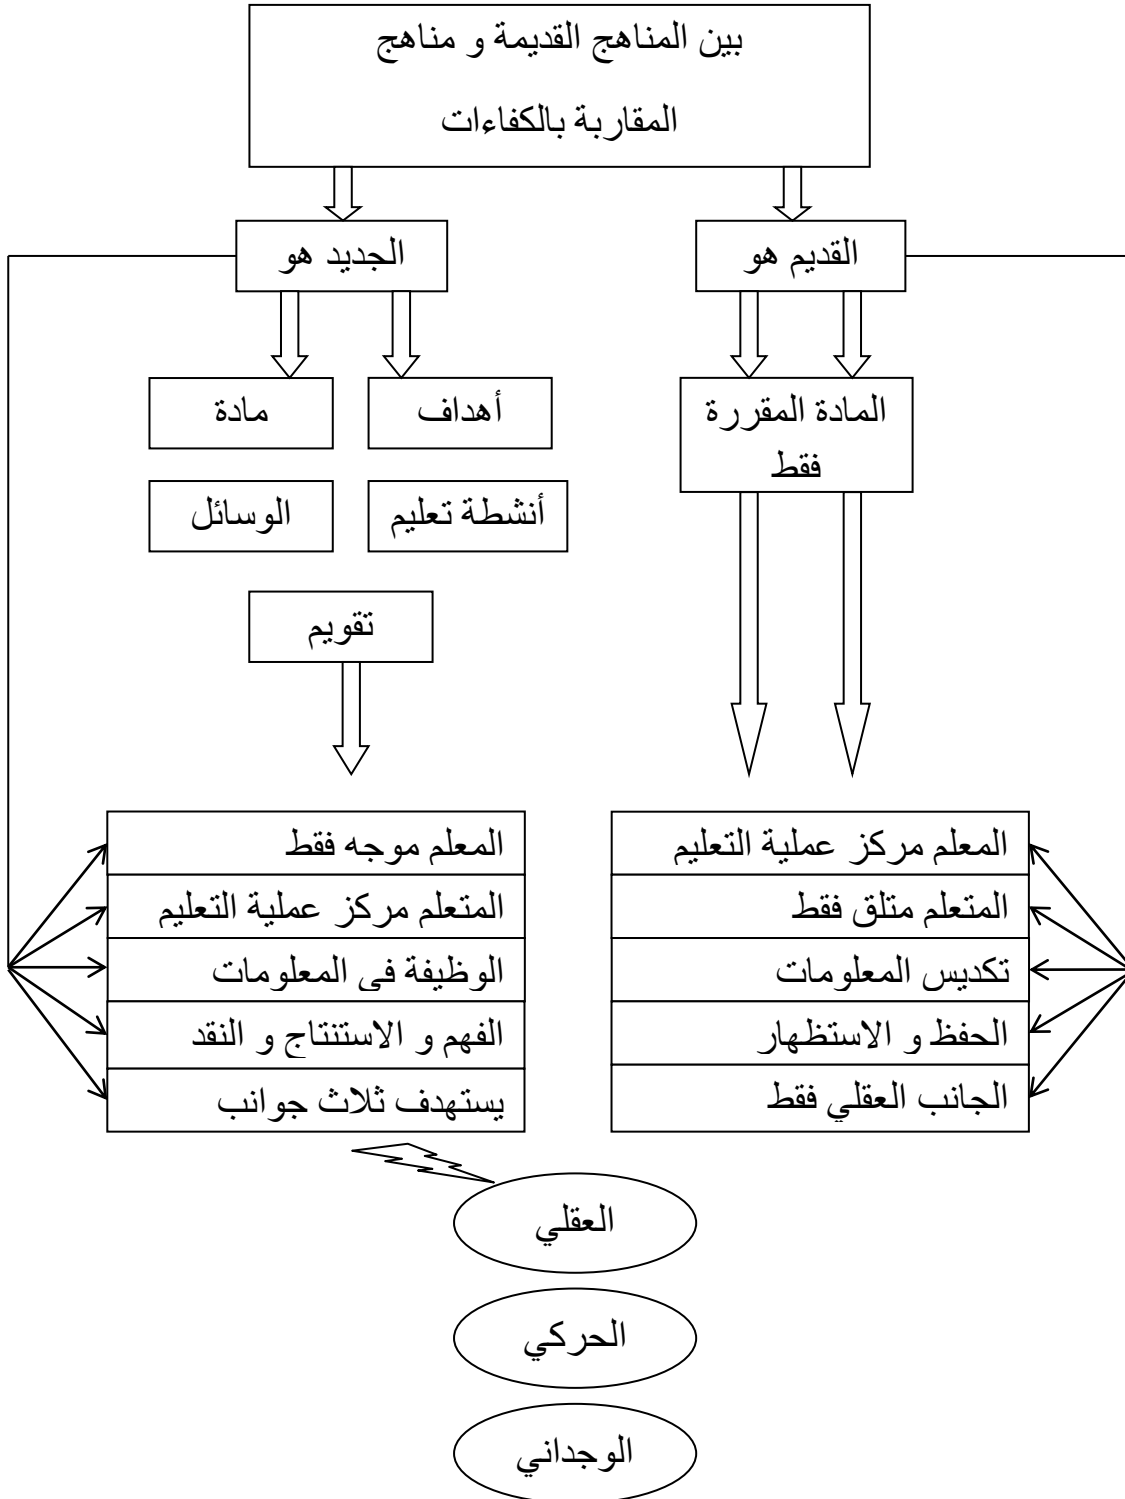 بين المناهج القديمة و مناهج
المقاربة بالكفاءات
القديم هو
الجديد هو
المادة المقررة
فقط
أهداف
مادة
أنشطة تعليم
الوسائل
تقويم
المعلم مركز عملية التعليم
المتعلم متلق فقط
تكديس المعلومات
الحفظ و الاستظهار
الجانب العقلي فقط
المعلم موجه فقط
المتعلم مركز عملية التعليم
الوظيفة في المعلومات
الفهم و الاستنتاج و النقد
يستهدف ثلاث جوانب
العقلي
الحركي
الوجداني